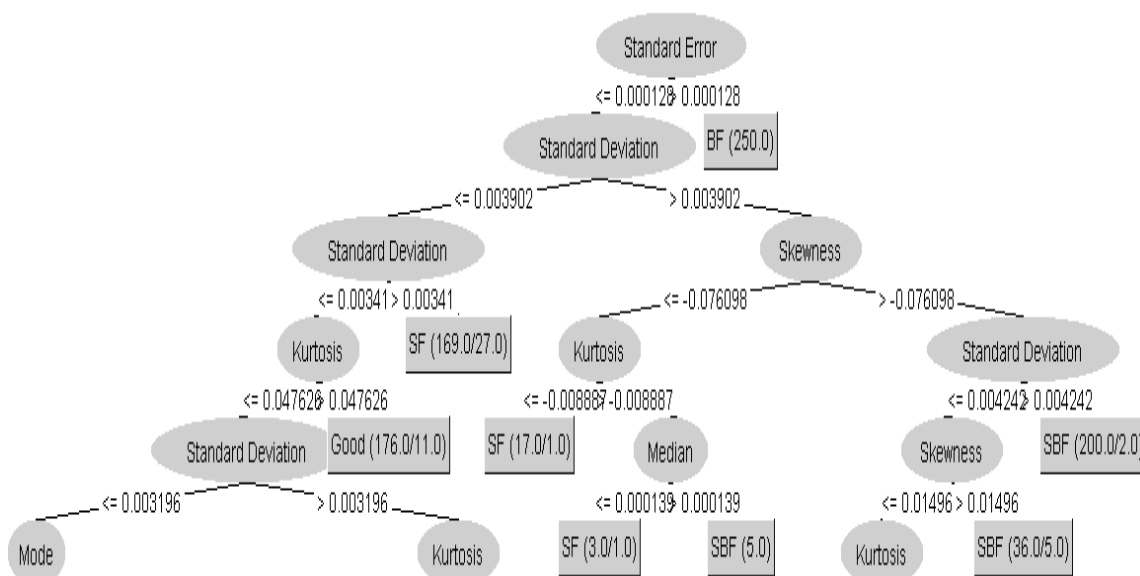 Standard Error
<= 0.000128 > 0.000128
Standard Deviation
BF (250.0)
<= 0.003902
> 0.003902
Standard Deviation
Skewness
<= 0.00341 > 0.00341
<= -0.076098
> -0.076098
Kurtosis
SF (169.0/27.0)
Kurtosis
Standard Deviation
<= 0.047626 > 0.047626
<= -0.008887 > -0.008887
<= 0.004242 > 0.004242
Standard Deviation
Good (176.0/11.0)
SF (17.0/1.0)
Median
Skewness
SBF (200.0/2.0)
<= 0.003196
> 0.003196
<= 0.000139 > 0.000139
<= 0.01496 > 0.01496
Mode
Kurtosis
SF (3.0/1.0)
SBF (5.0)
Kurtosis
SBF (36.0/5.0)